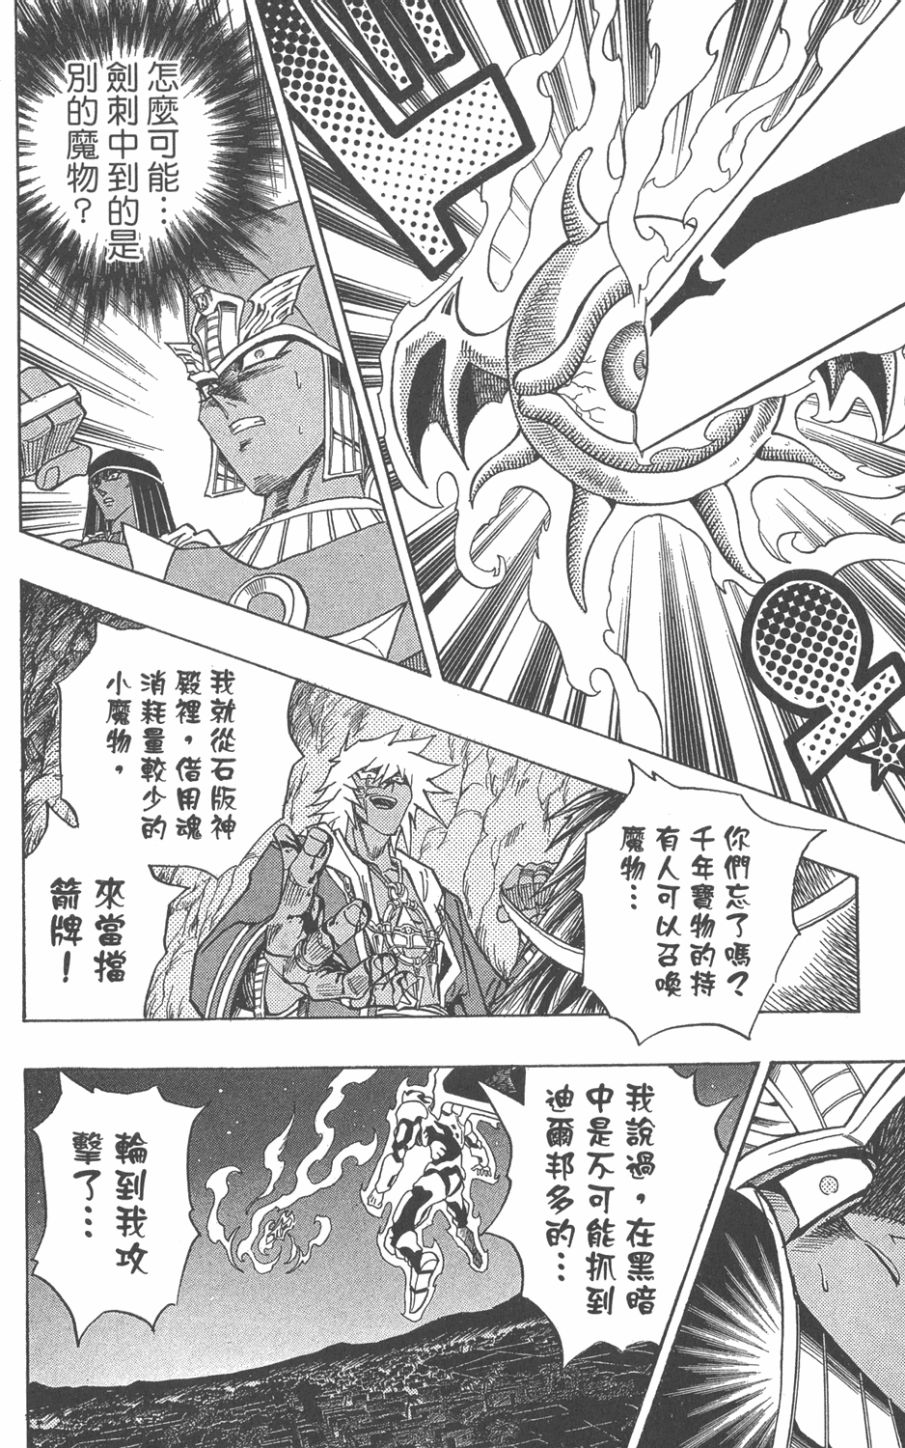 怎麼可能…
劍刺中到的是
別的魔物？
你們忘了嗎？
千年寶物的持
有人可以召喚
魔物…
我就從石版神
殿裡，借用魂
消耗量較少的
小魔物，
來當擋
箭牌！
我說過，在黑暗
中是不可能抓到
迪爾邦多的…
輪到我攻
擊了…